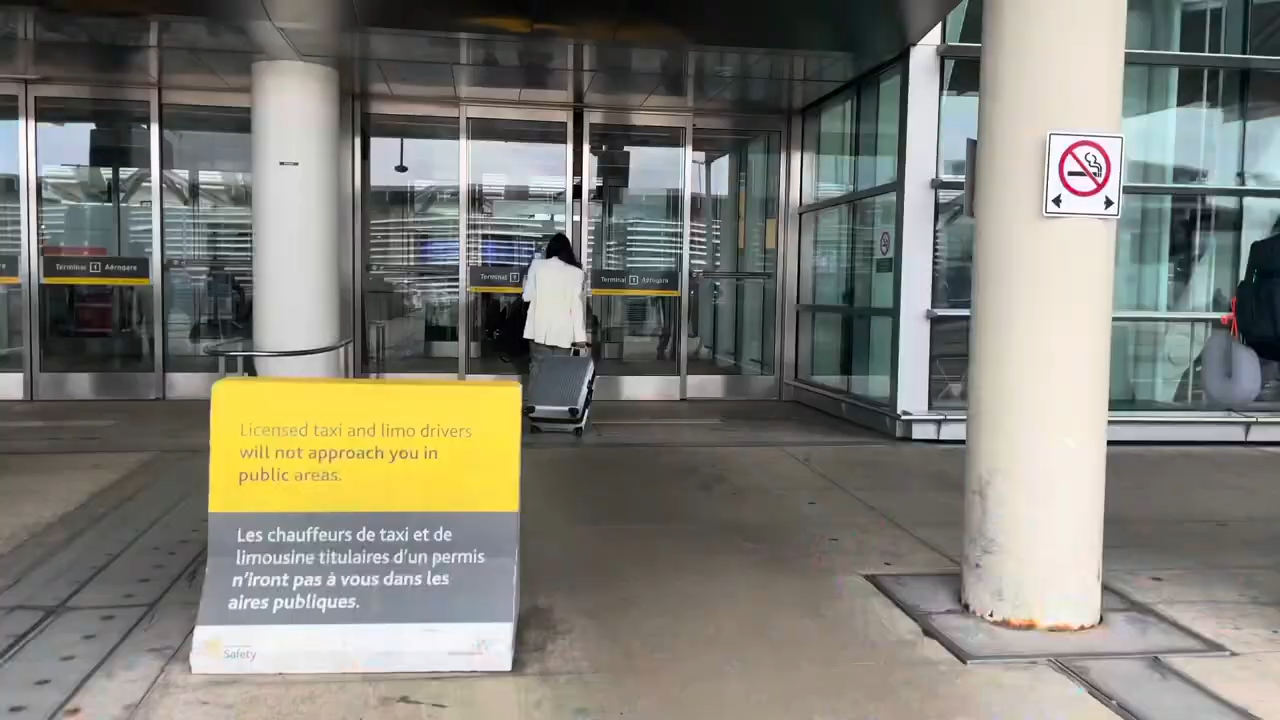 Terminal 1 Aérogare
Terminal 1
Terminal 1 Aérogare
Licensed taxi and limo drivers
will not approach you in
public areas.
Les chauffeurs de taxi et de
limousine titulaires d'un permis
n'iront pas à vous dans les
aires publiques.
Safety